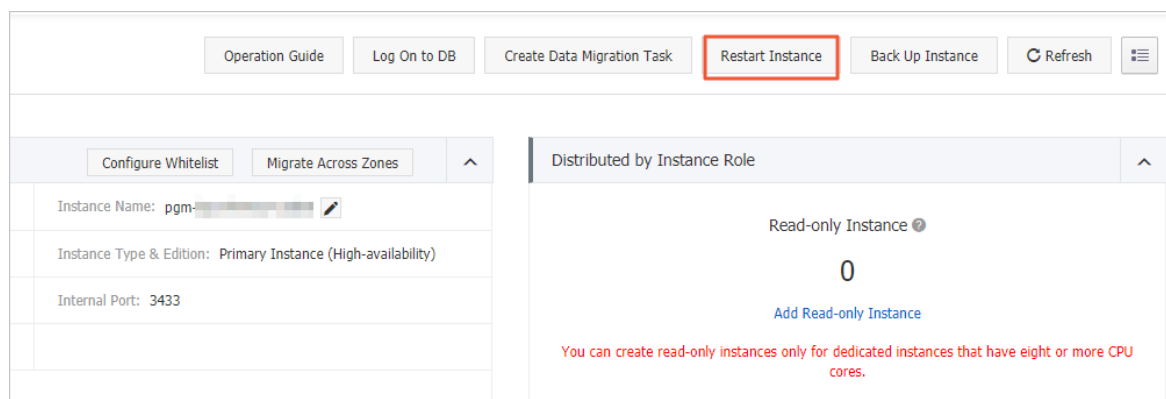 Operation Guide
Log On to DB
Create Data Migration Task
Restart Instance
Back Up Instance
Refresh
Configure Whitelist
Migrate Across Zones
Instance Name: pgm-
Instance Type & Edition: Primary Instance (High-availability)
Internal Port: 3433
Distributed by Instance Role
Read-only Instance
0
Add Read-only Instance
You can create read-only instances only for dedicated instances that have eight or more CPU
cores.